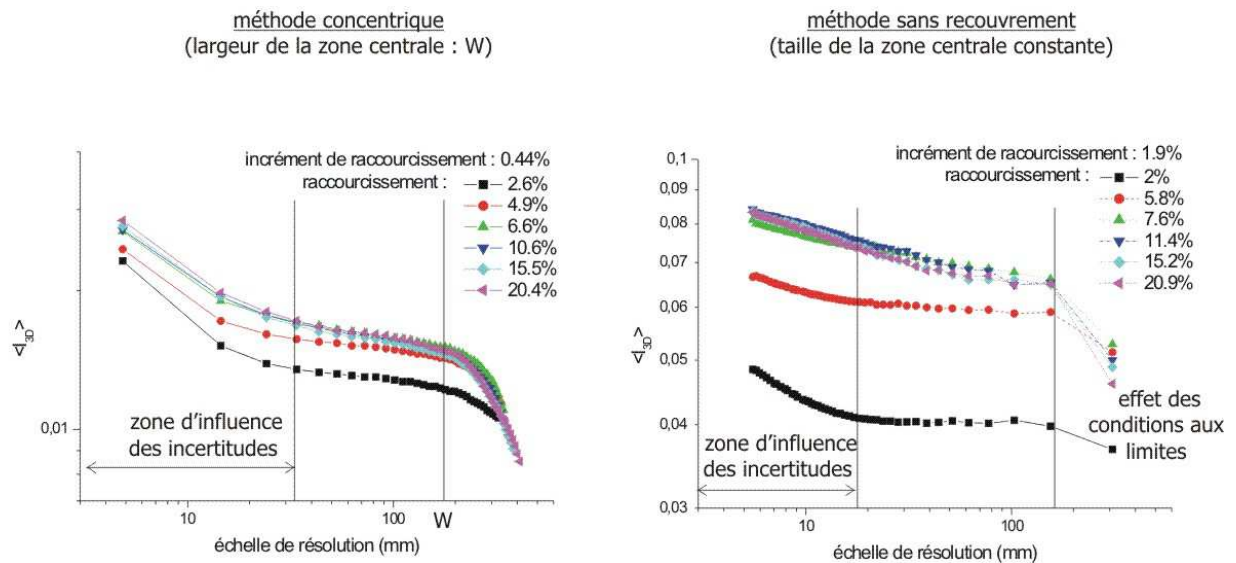 méthode concentrique
(largeur de la zone centrale : W)
incrément de raccourcissement : 0.44%
raccourcissement :
2.6%
4.9%
6.6%
10.6%
15.5%
20.4%
<I3D>
0,01
zone d'influence
des incertitudes
10
100
W
échelle de résolution (mm)
méthode sans recouvrement
(taille de la zone centrale constante)
incrément de racourcissement : 1.9%
raccourcissement :
2%
5.8%
7.6%
11.4%
15.2%
20.9%
<I3D>
0,1
0,09
0,08
0,07
0,06
0,05
0,04
0,03
zone d'influence
des incertitudes
effet des
conditions aux
limites
10
100
échelle de résolution (mm)